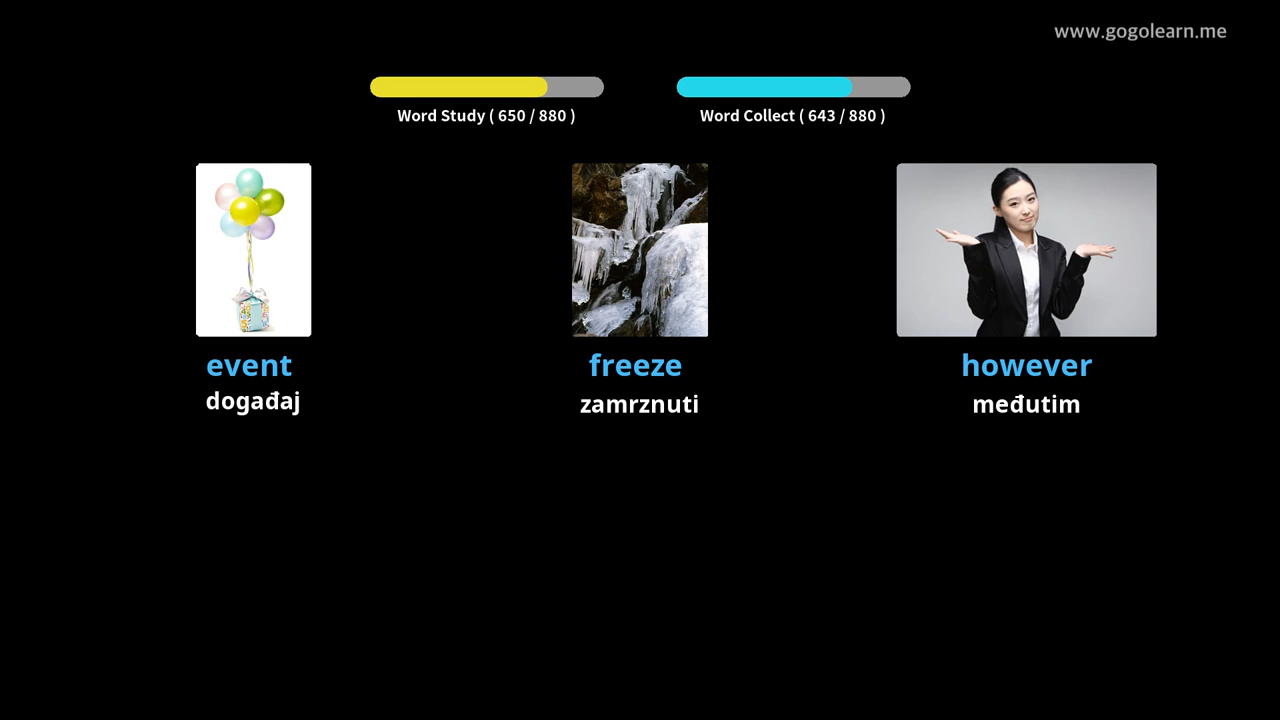 www.gogolearn.me
Word Study ( 650 / 880 )
Word Collect ( 643 / 880 )
event
freeze
however
događaj
zamrznuti
međutim